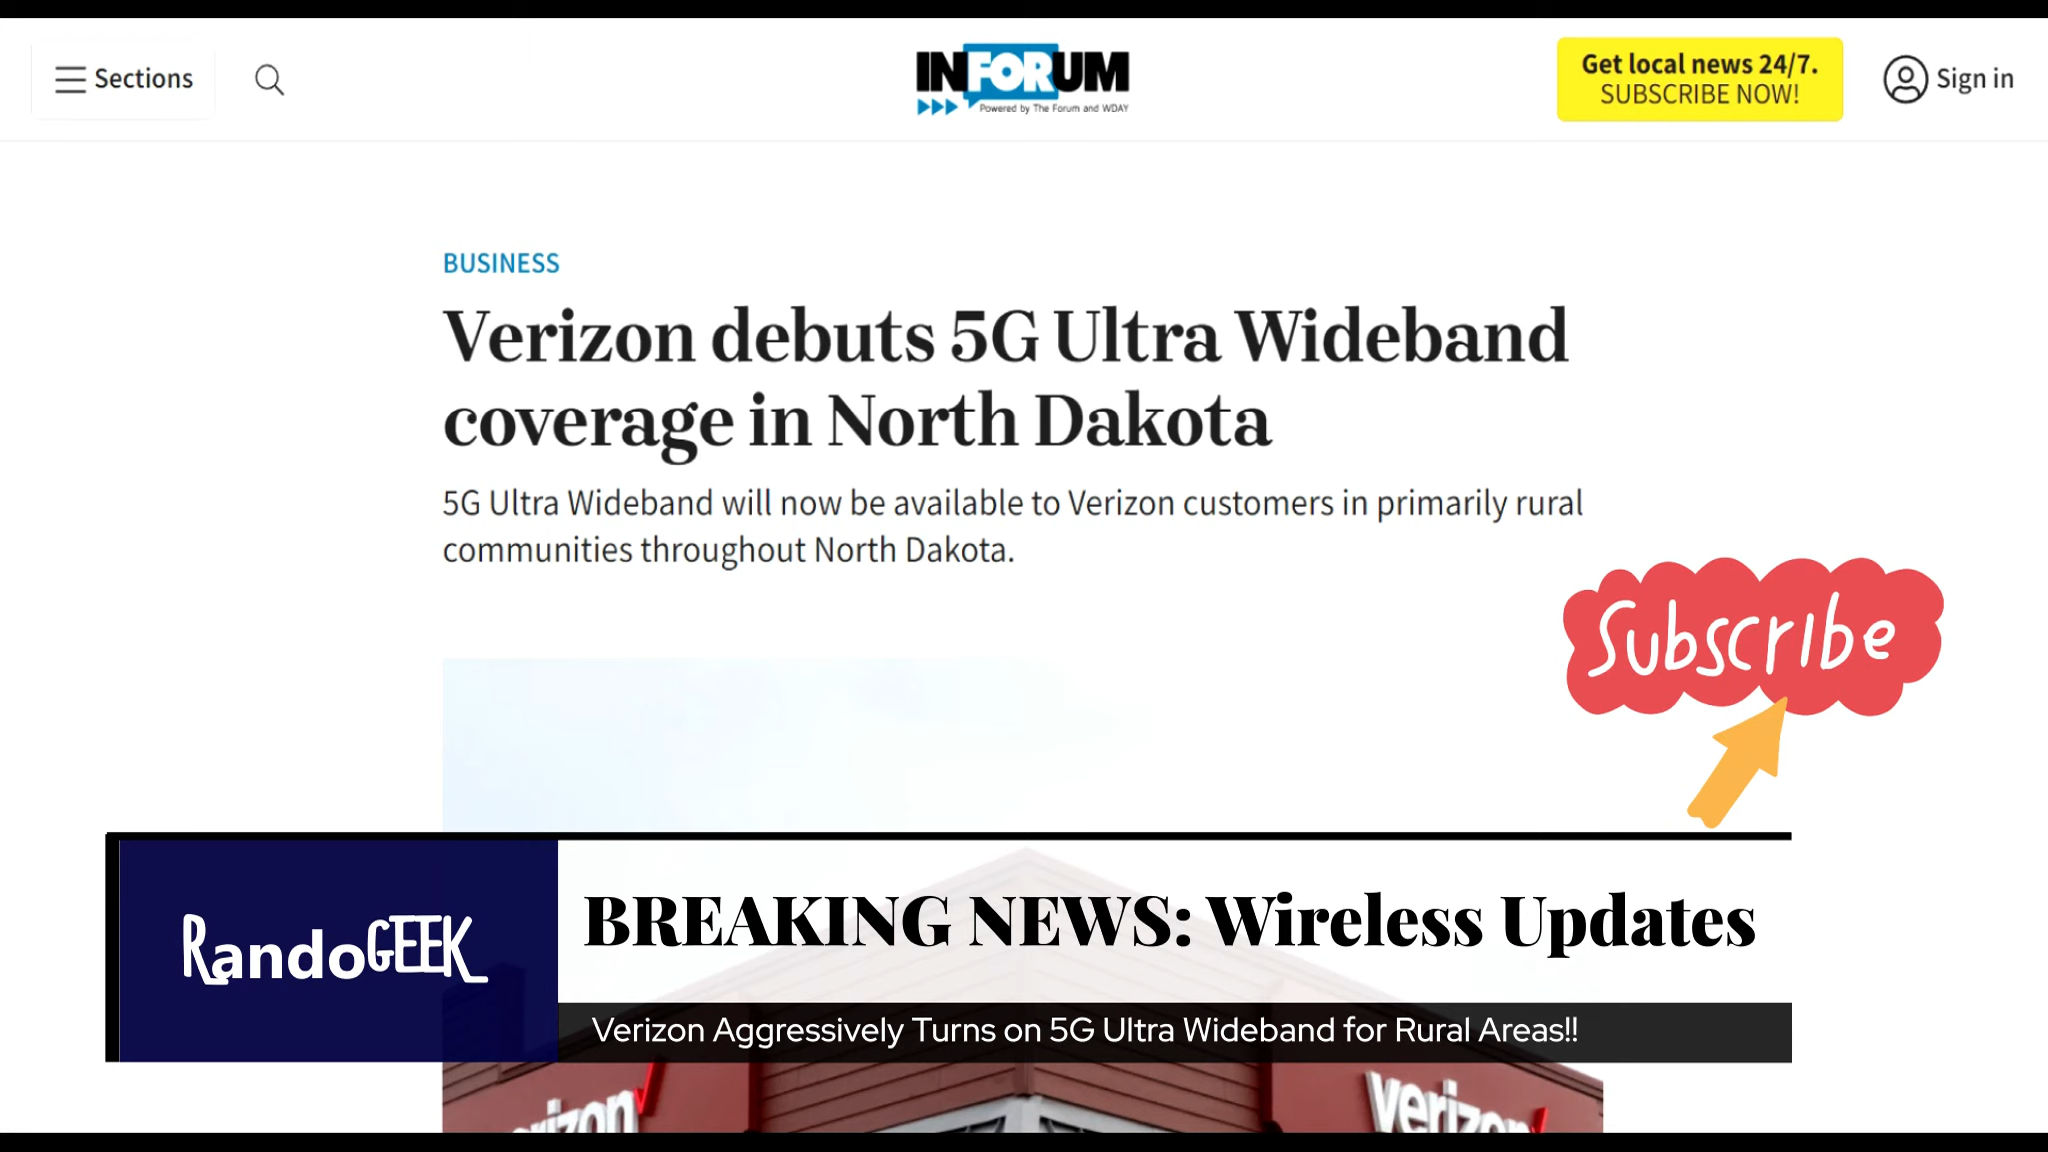 Sections
INFORUM
Powered by The Forum and WDAY
Get local news 24/7.
SUBSCRIBE NOW!
Sign in
BUSINESS
Verizon debuts 5G Ultra Wideband
coverage in North Dakota
5G Ultra Wideband will now be available to Verizon customers in primarily rural
communities throughout North Dakota.
Subscribe
RandoGEEK
BREAKING NEWS: Wireless Updates
Verizon Aggressively Turns on 5G Ultra Wideband for Rural Areas!!
verizon